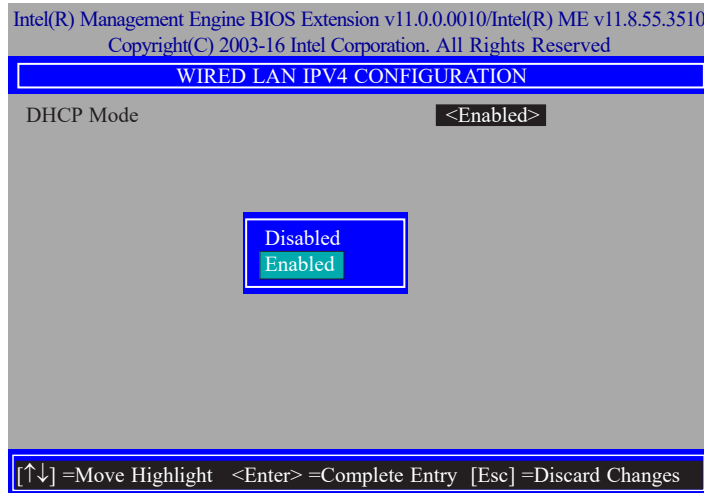 Intel(R) Management Engine BIOS Extension v11.0.0.0010/Intel(R) ME v11.8.55.3510
Copyright(C) 2003-16 Intel Corporation. All Rights Reserved
WIRED LAN IPV4 CONFIGURATION
DHCP Mode <Enabled>
Disabled
Enabled
[↑↓] =Move Highlight <Enter> =Complete Entry [Esc] =Discard Changes